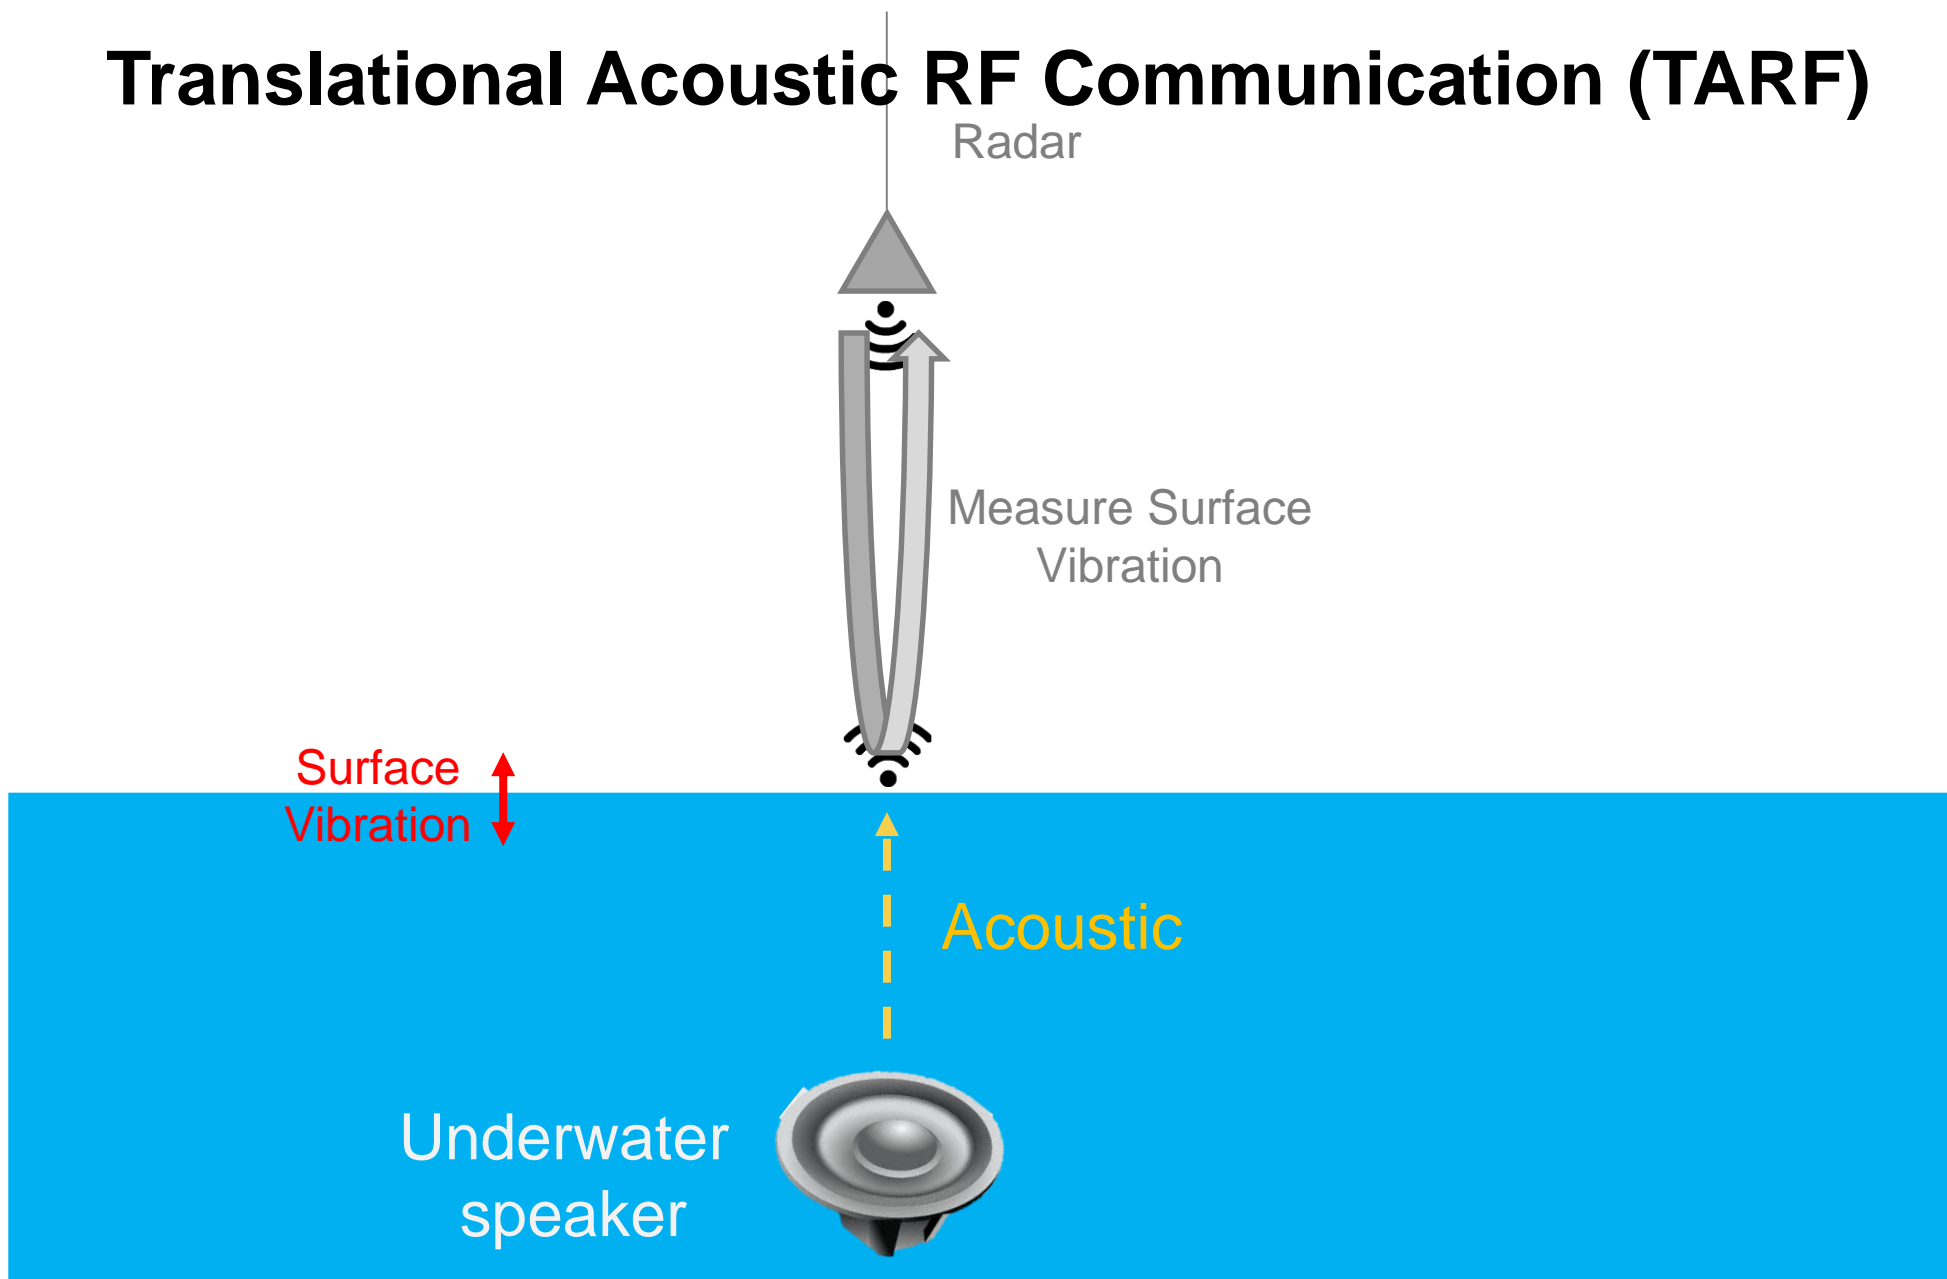 Translational Acoustic RF Communication (TARF)
Radar
Measure Surface
Vibration
Surface
Vibration
Acoustic
Underwater
speaker